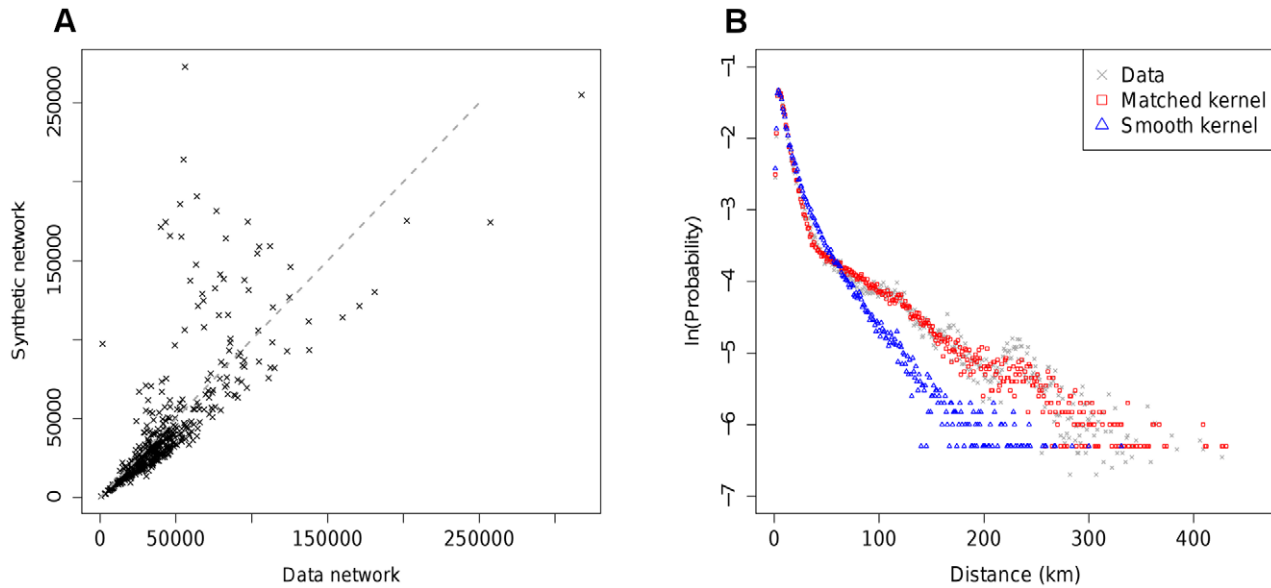 A
B
Synthetic network
250000
150000
50000
0
0
50000
150000
250000
Data network
ln(Probability)
−1
−2
−3
−4
−5
−6
−7
Data
Matched kernel
Smooth kernel
0
100
200
300
400
Distance (km)